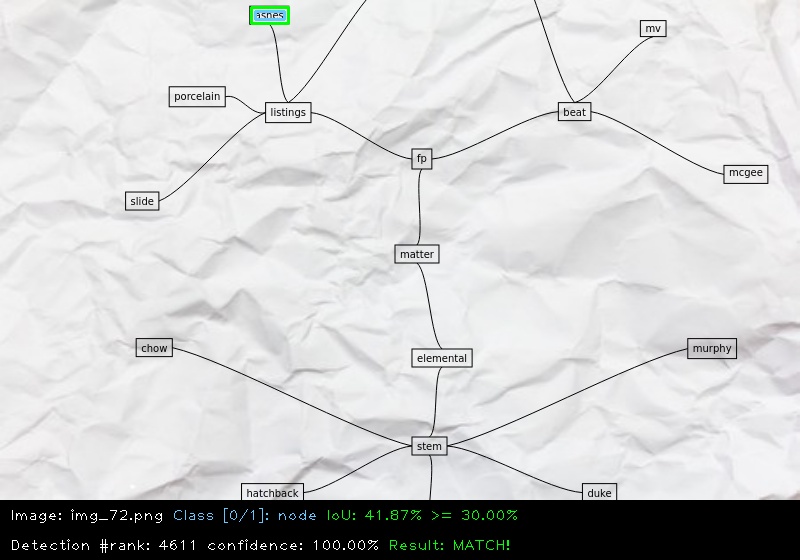 mv
porcelain
listings
beat
fp
mcgee
slide
matter
chow
murphy
elemental
stem
hatchback
duke
Image: img_72.png Class [0/1]: node IoU: 41.87% >= 30.00%
Detection #rank: 4611 confidence: 100.00% Result: MATCH!